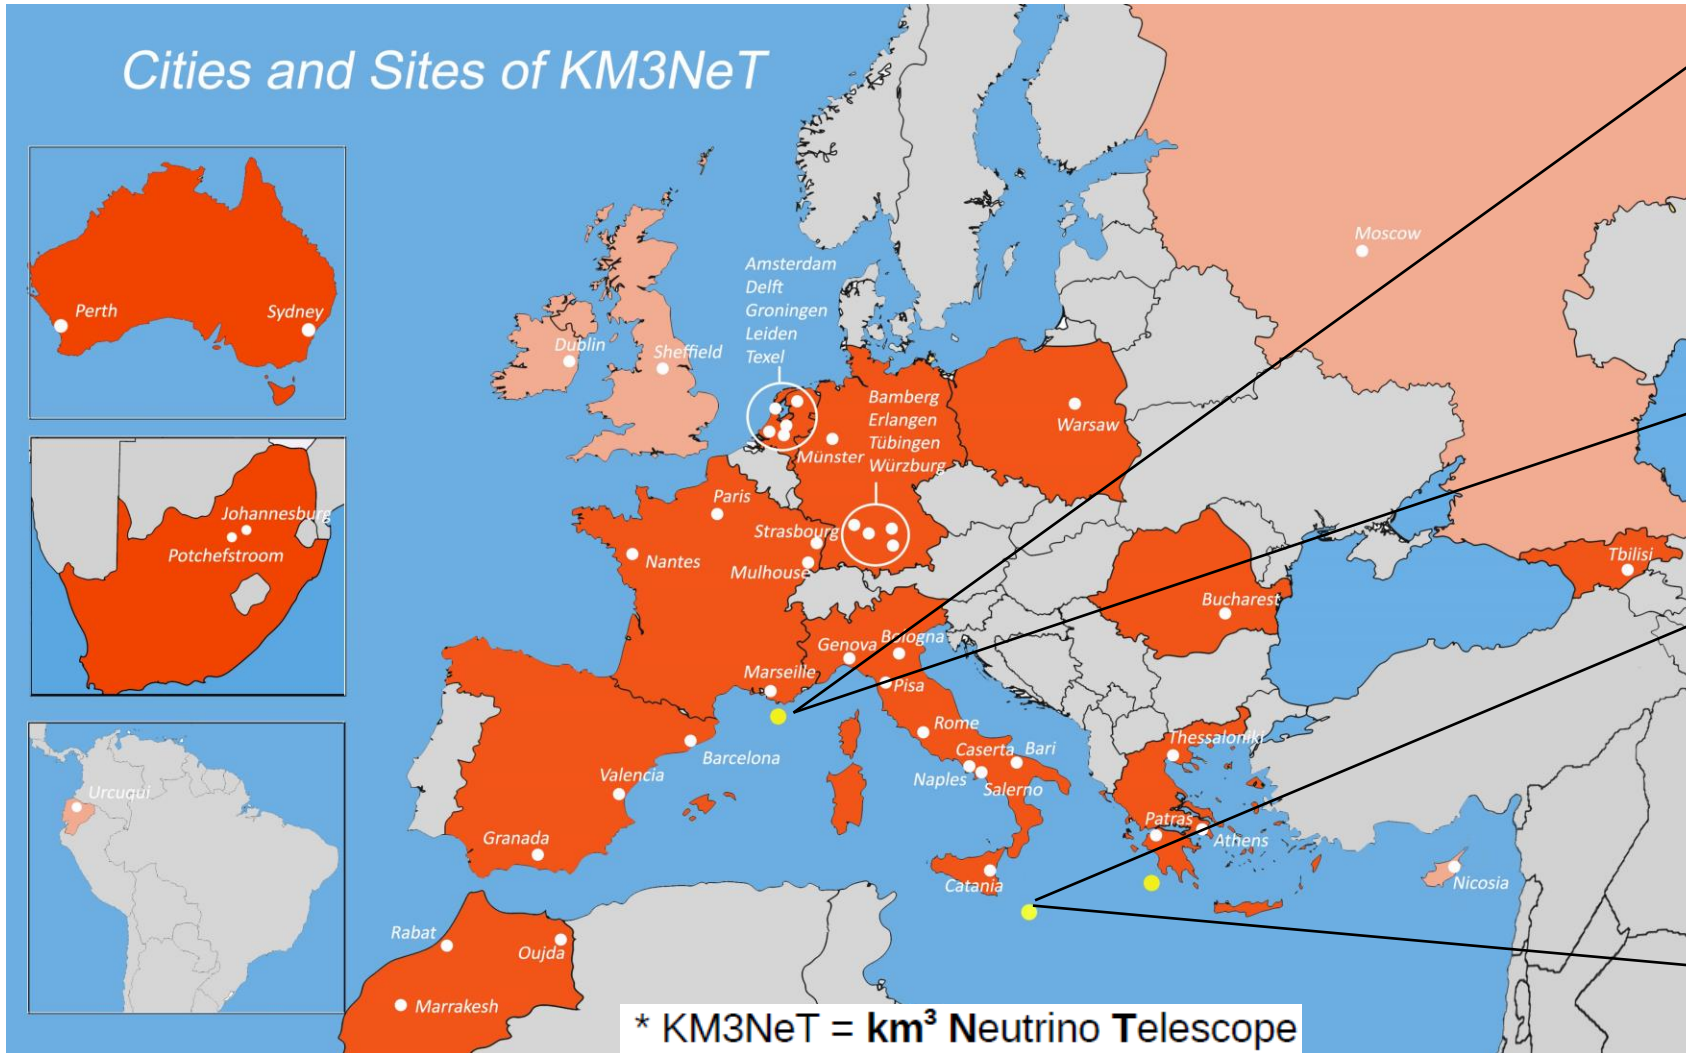 Cities and Sites of KM3NeT
Perth
Sydney
Johannesburg
Potchefstroom
Urcuqui
Moscow
Amsterdam
Delft
Groningen
Leiden
Texel
Dublin
Sheffield
Bamberg
Erlangen
Tübingen
Würzburg
Münster
Warsaw
Paris
Strasbourg
Nantes
Mulhouse
Tbilisi
Bucharest
Genova
Bologna
Marseille
Pisa
Rome
Barcelona
Caserta
Bari
Naples
Salerno
Thessaloniki
Valencia
Granada
Catania
Patras
Athens
Nicosia
Rabat
Oujda
Marrakesh
* KM3NeT = km³ Neutrino Telescope